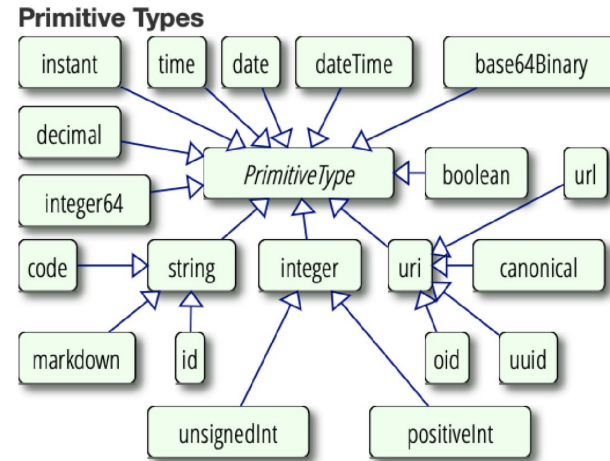 Primitive Types
instant
time
date
dateTime
base64Binary
decimal
PrimitiveType
boolean
url
integer64
code
string
integer
uri
canonical
markdown
id
oid
uuid
unsignedInt
positiveInt